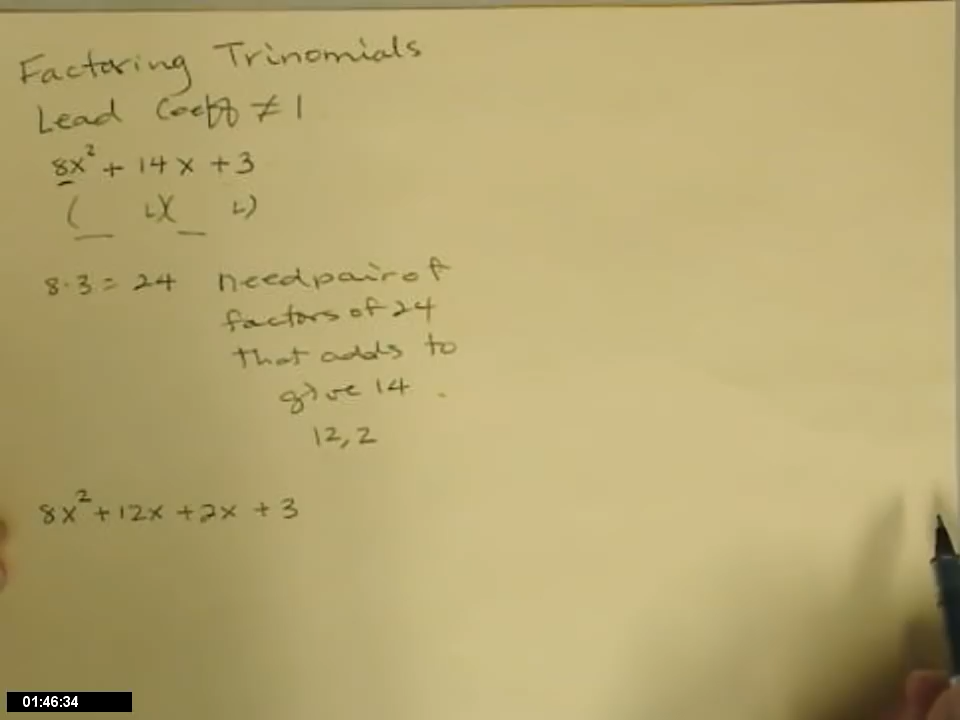 Factoring Trinomials
Lead Coeff ≠ 1
8x² + 14x + 3
( )( )
8·3 = 24 need pair of
factors of 24
that adds to
give 14
12, 2
8x² + 12x + 2x + 3
01:46:34